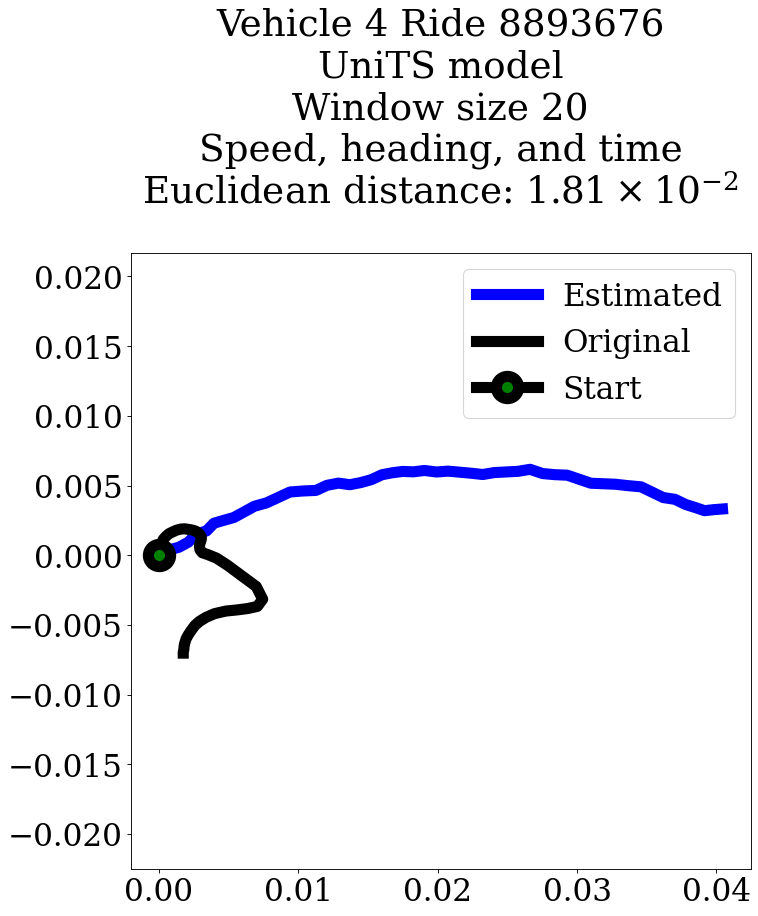 Vehicle 4 Ride 8893676
UniTS model
Window size 20
Speed, heading, and time
Euclidean distance: 1.81 × 10⁻²
Estimated
Original
Start
0.020
0.015
0.010
0.005
0.000
−0.005
−0.010
−0.015
−0.020
0.00 0.01 0.02 0.03 0.04